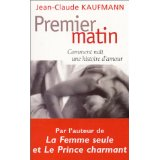 Jean-Claude KAUFMANN
Premier
matin
Comment naît
une histoire d'amour
Par l'auteur de
La Femme seule
et Le Prince charmant